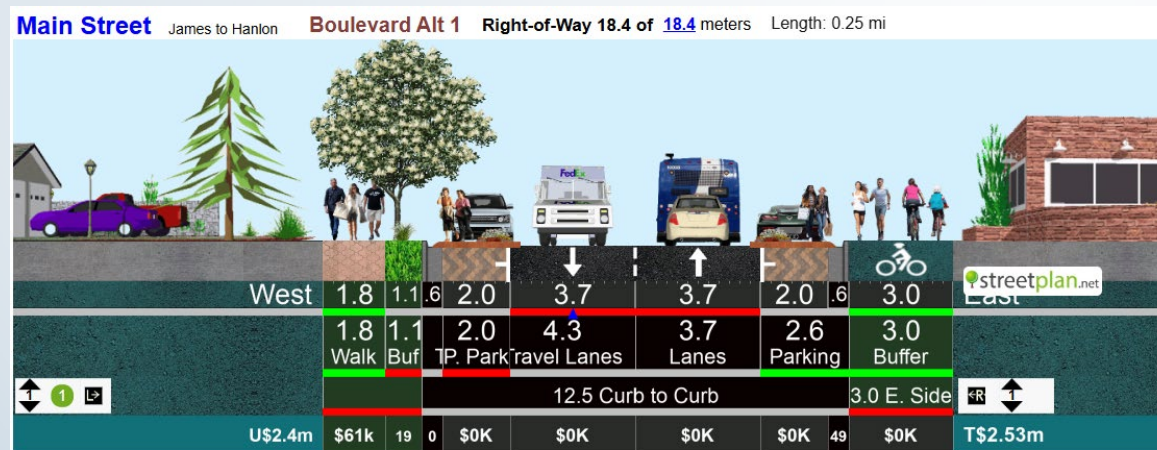 Main Street James to Hanlon Boulevard Alt 1 Right-of-Way 18.4 of 18.4 meters Length: 0.25 mi
FedEx
streetplan.net
West 1.8 1.1 .6 2.0 3.7 3.7 2.0 .6 3.0 East
1.8 1.1 2.0 4.3 3.7 2.6 3.0
Walk Buf TP. Park Travel Lanes Lanes Parking Buffer
1 1 L 12.5 Curb to Curb 3.0 E. Side R 1
U$2.4m $61k 19 0 $0K $0K $0K $0K 49 $0K T$2.53m